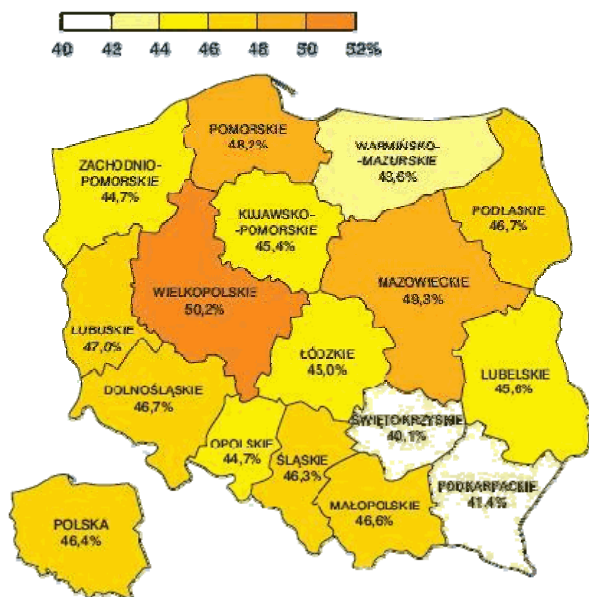 40 42 44 46 48 50 52%
POMORSKIE
48,2%
WARMIŃSKO-
-MAZURSKIE
43,6%
ZACHODNIO-
POMORSKIE
44,7%
KUJAWSKO-
-POMORSKIE
45,4%
PODLASKIE
46,7%
WIELKOPOLSKIE
50,2%
MAZOWIECKIE
49,3%
LUBUSKIE
47,0%
ŁÓDZKIE
45,0%
LUBELSKIE
45,6%
DOLNOŚLĄSKIE
46,7%
OPOLSKIE
44,7%
ŚLĄSKIE
46,3%
ŚWIĘTOKRZYSKIE
40,1%
MAŁOPOLSKIE
46,6%
PODKARPACKIE
41,4%
POLSKA
46,4%